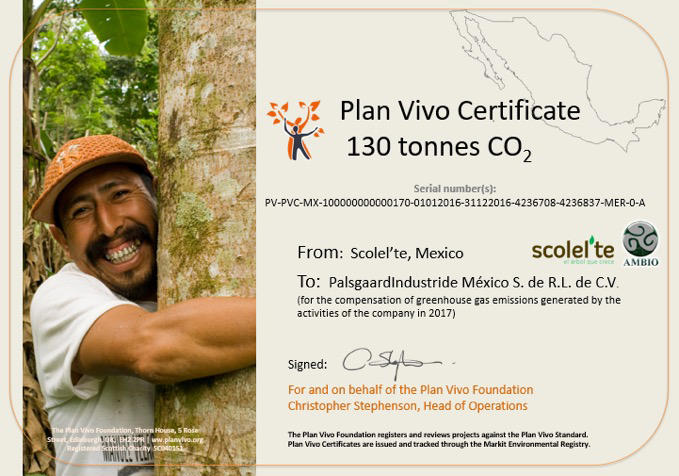 Plan Vivo Certificate
130 tonnes CO₂
Serial number(s):
PV-PVC-MX-100000000000170-01012016-31122016-4236708-4236837-MER-0-A
From: Scolel'te, Mexico
scolel'te
el árbol que crece
AMBIO
To: PalsgaardIndustride México S. de R.L. de C.V.
(for the compensation of greenhouse gas emissions generated by the
activities of the company in 2017)
Signed:
For and on behalf of the Plan Vivo Foundation
Christopher Stephenson, Head of Operations
The Plan Vivo Foundation registers and reviews projects against the Plan Vivo Standard.
Plan Vivo Certificates are issued and tracked through the Markit Environmental Registry.
The Plan Vivo Foundation, Thorn House, 5 Rose
Street, Edinburgh, UK, EH2 2PR | ww.planvivo.org
Registered Scottish Charity SC040151